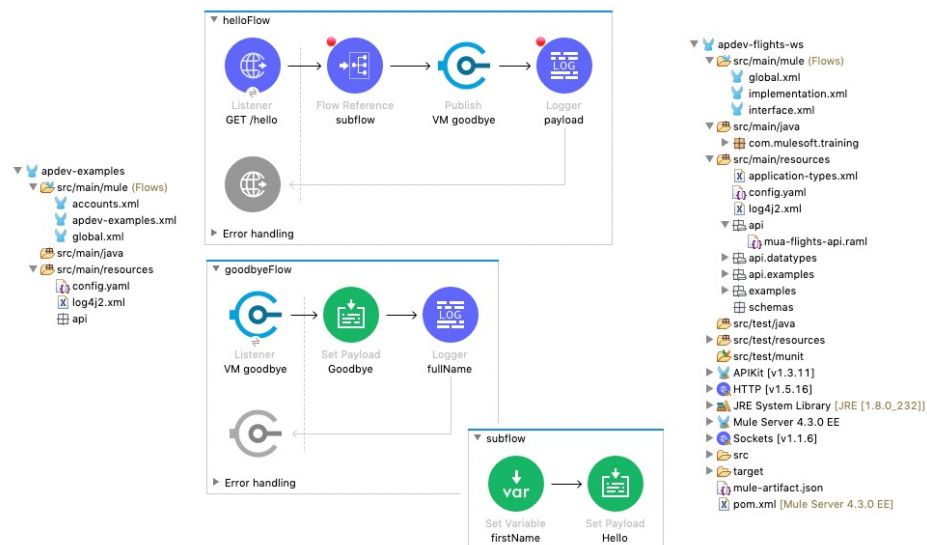 apdev-examples
src/main/mule (Flows)
accounts.xml
apdev-examples.xml
global.xml
src/main/java
src/main/resources
config.yaml
log4j2.xml
api
helloFlow
Listener
GET /hello
Flow Reference
subflow
Publish
VM goodbye
LOG
Logger
payload
Error handling
goodbyeFlow
Listener
VM goodbye
Set Payload
Goodbye
LOG
Logger
fullName
Error handling
subflow
var
Set Variable
firstName
Set Payload
Hello
apdev-flights-ws
src/main/mule (Flows)
global.xml
implementation.xml
interface.xml
src/main/java
com.mulesoft.training
src/main/resources
application-types.xml
config.yaml
log4j2.xml
api
mua-flights-api.raml
api.datatypes
api.examples
examples
schemas
src/test/java
src/test/resources
src/test/munit
APIKit [v1.3.11]
HTTP [v1.5.16]
JRE System Library [JRE [1.8.0_232]]
Mule Server 4.3.0 EE
Sockets [v1.1.6]
src
target
mule-artifact.json
pom.xml [Mule Server 4.3.0 EE]